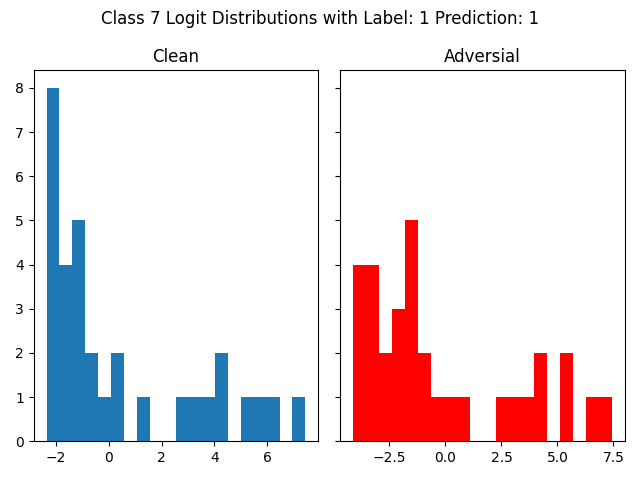 Class 7 Logit Distributions with Label: 1 Prediction: 1
Clean
Adversial
8
7
6
5
4
3
2
1
0
−2 0 2 4 6
−2.5 0.0 2.5 5.0 7.5